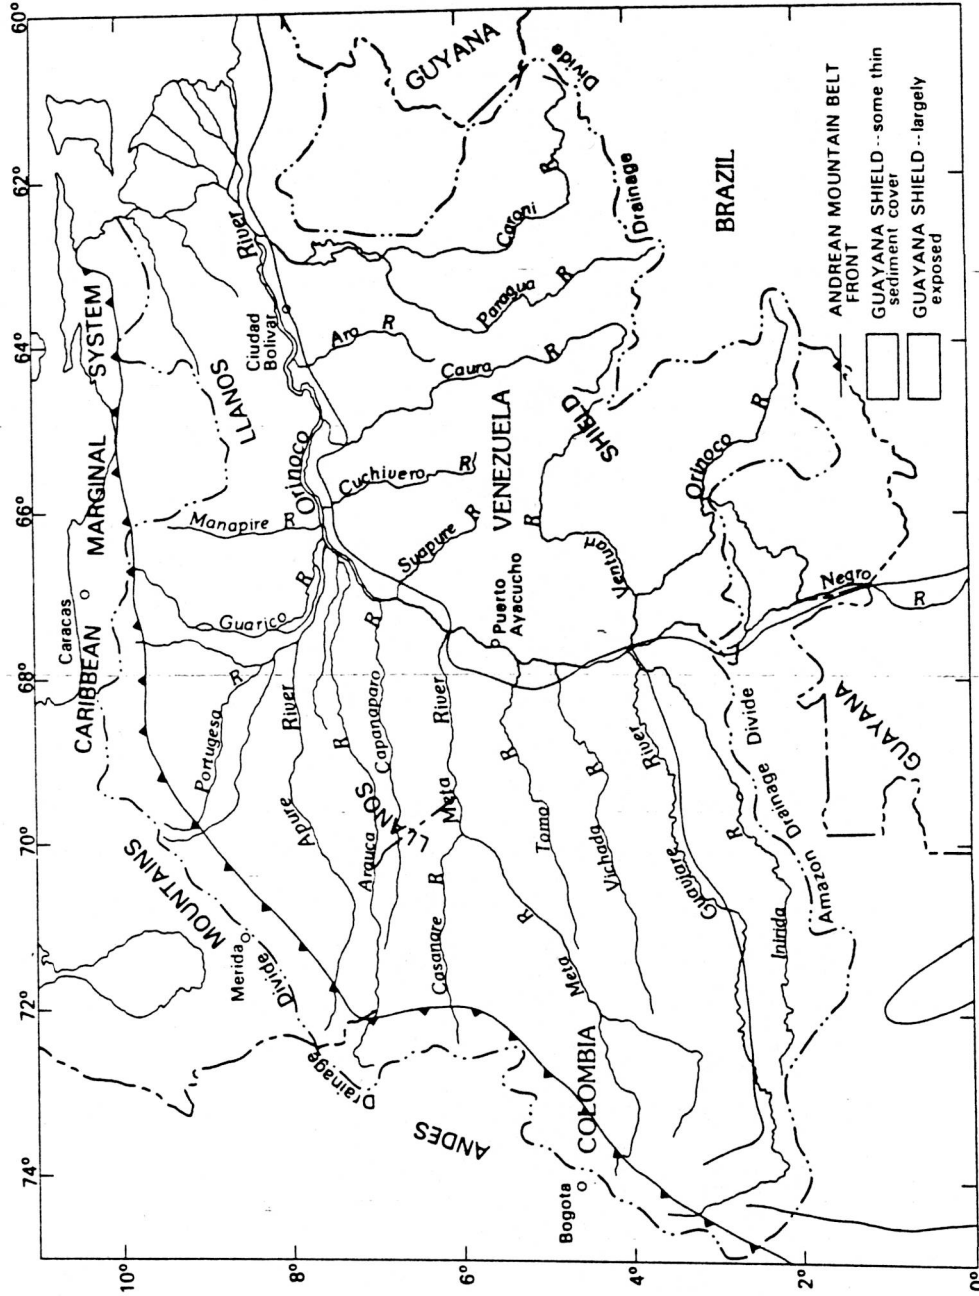 60°
62°
64°
66°
68°
70°
72°
74°
10°
8°
6°
4°
2°
0°
CARIBBEAN MARGINAL SYSTEM
Caracas
MOUNTAINS
Merida
Drainage Divide
ANDES
Bogota
COLOMBIA
LLANOS
LLANOS
VENEZUELA
GUYANA
BRAZIL
GUAYANA SHIELD
Ciudad
Bolivar
Puerto
Ayacucho
Orinoco River
Manapire R
Guarico R
Portugesa R
Apure River
Arauca R
Capanaparo R
Meta River
Casanare R
Meta R
Tomo R
Vichada R
Guaviare River
Inirida R
Amazon Drainage Divide
Negro R
Orinoco R
Ventuari R
Suapure R
Cuchivero R
Caura R
Aro R
Paragua R
Caroni R
Drainage Divide
ANDREAN MOUNTAIN BELT
FRONT
GUAYANA SHIELD--some thin
sediment cover
GUAYANA SHIELD--largely
exposed